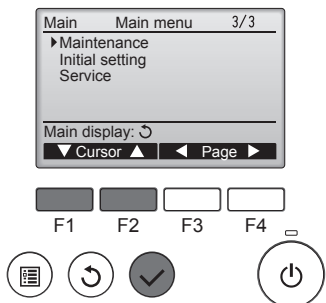 Main Main menu 3/3
Maintenance
Initial setting
Service
Main display:
Cursor Page
F1 F2 F3 F4